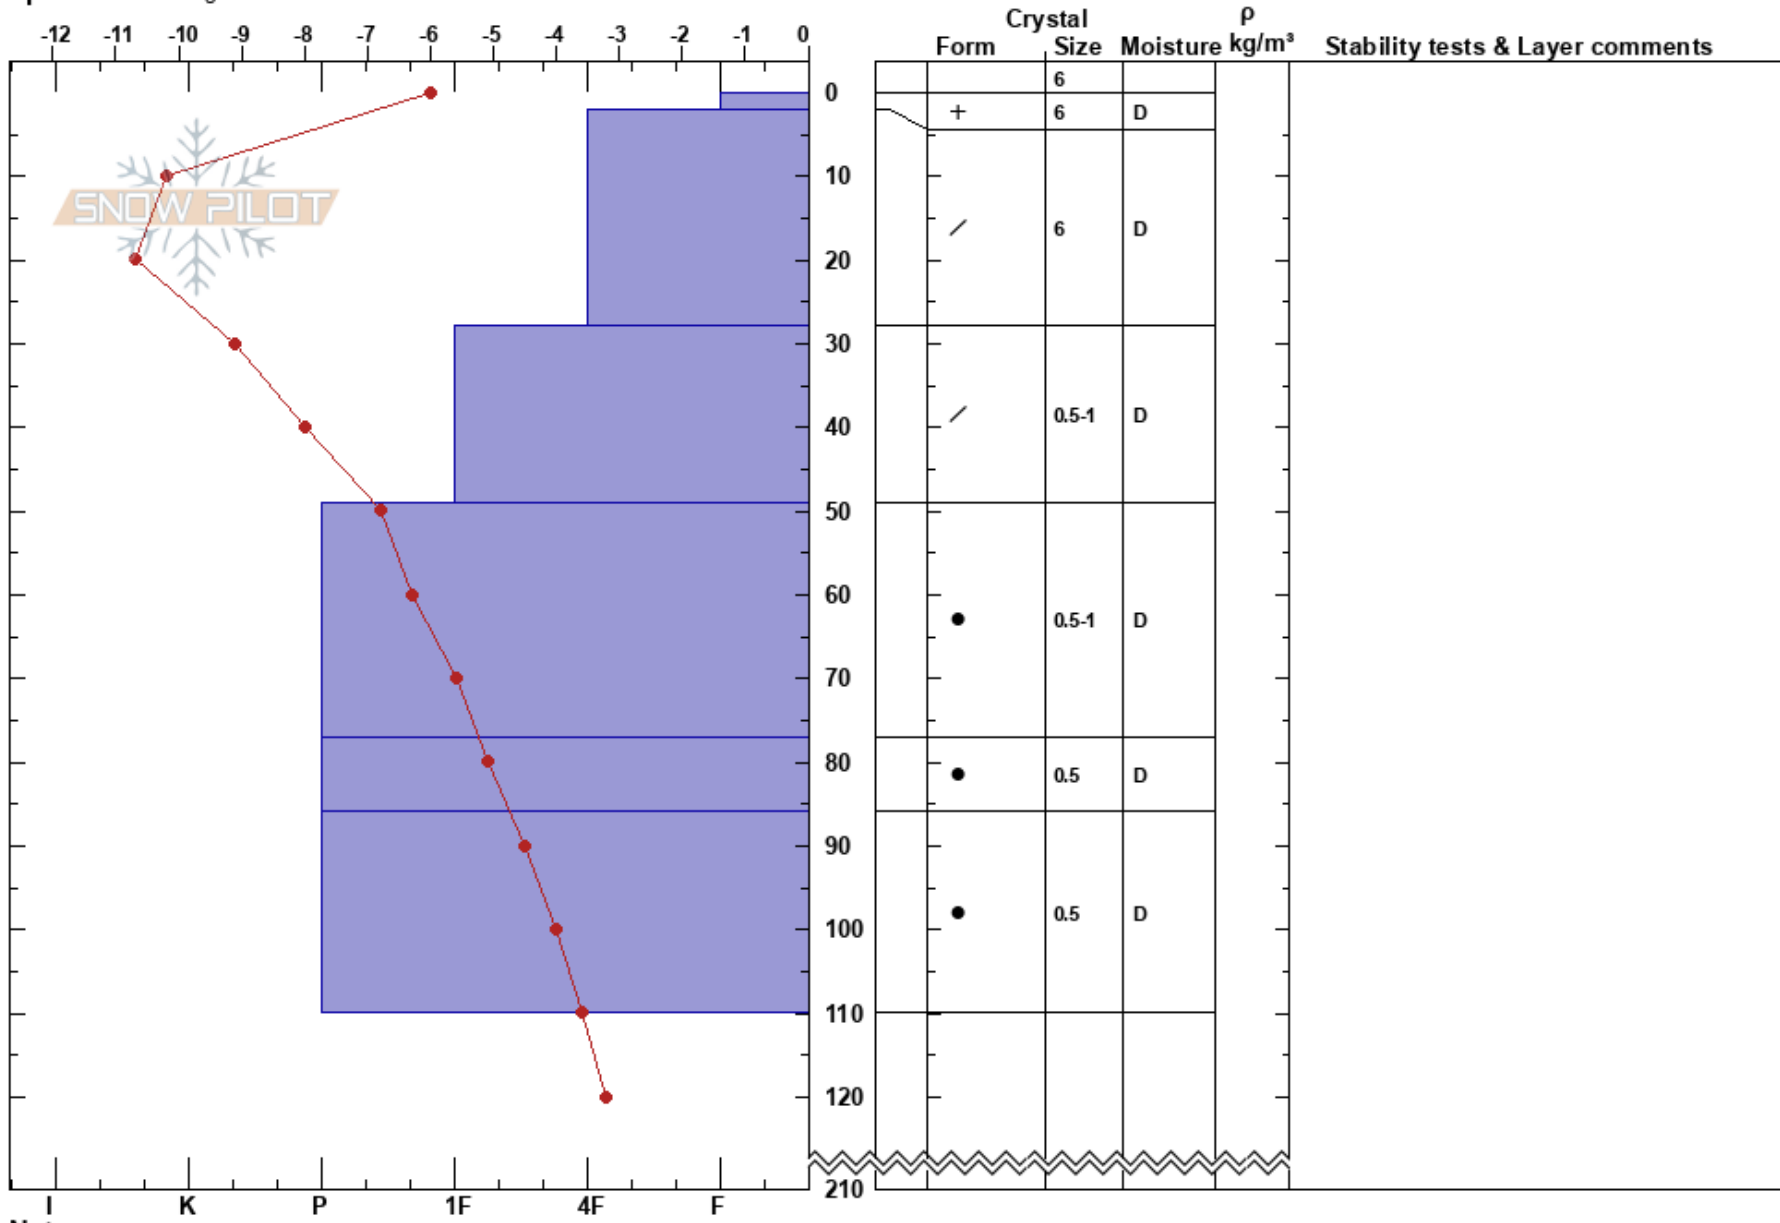 Crystal ρ
-12 -11 -10 -9 -8 -7 -6 -5 -4 -3 -2 -1 0 Form Size Moisture kg/m³ Stability tests & Layer comments
6
0
+ 6 D
10
SNOW PILOT
6 D
20
30
40 0.5-1 D
50
60
0.5-1 D
70
80 0.5 D
90
0.5 D
100
110
120
210
I K P 1F 4F F